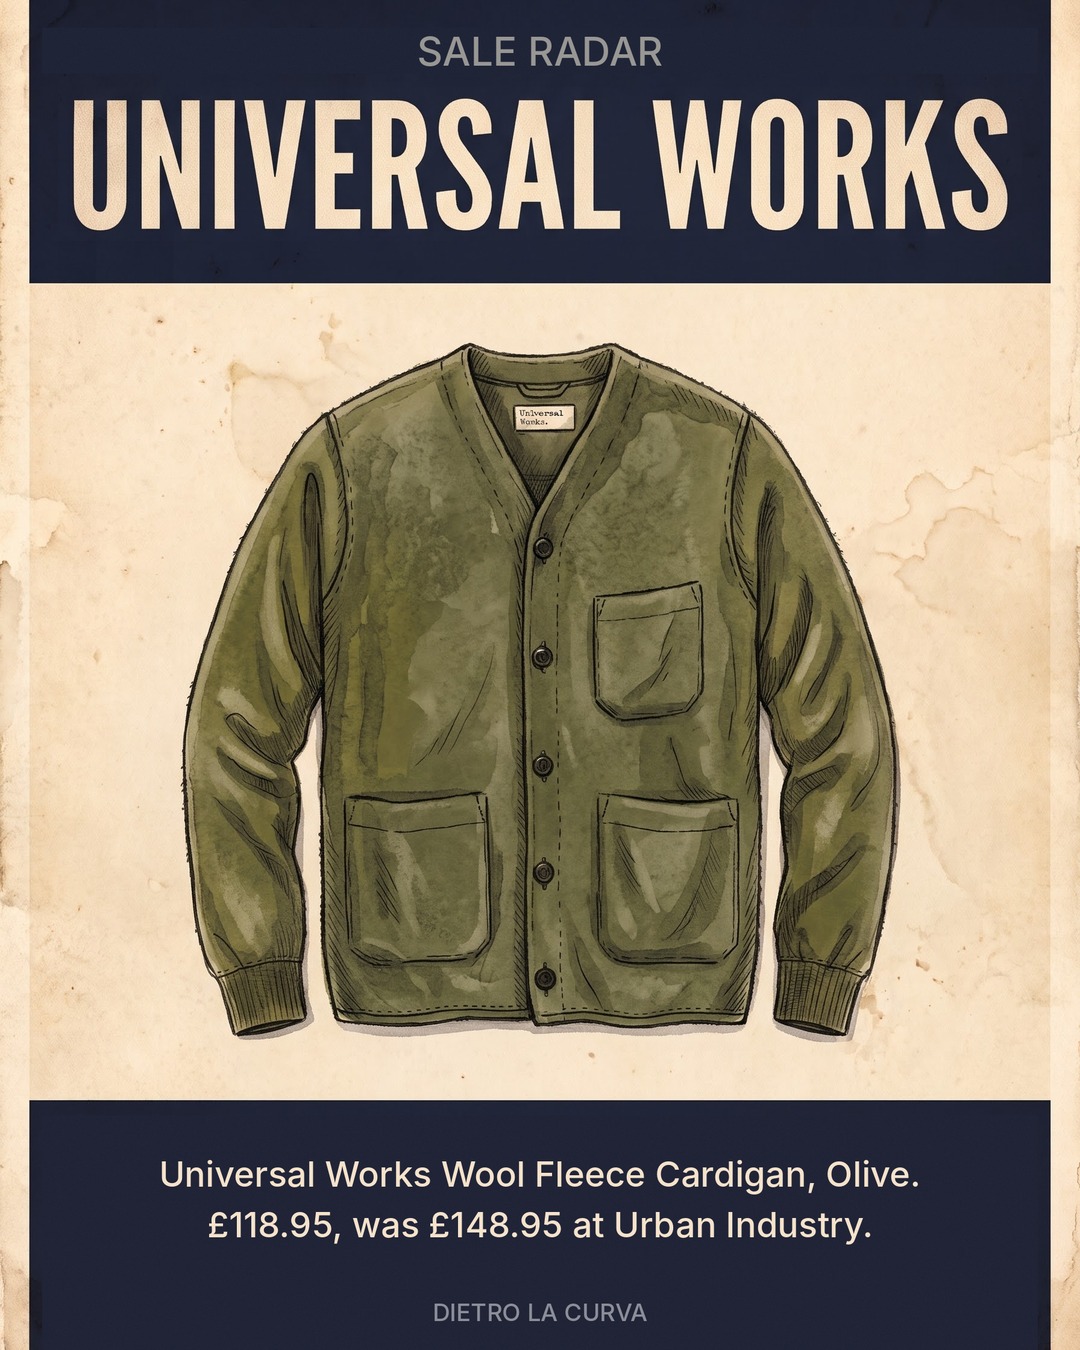 SALE RADAR
UNIVERSAL WORKS
Universal
Works.
Universal Works Wool Fleece Cardigan, Olive.
£118.95, was £148.95 at Urban Industry.
DIETRO LA CURVA